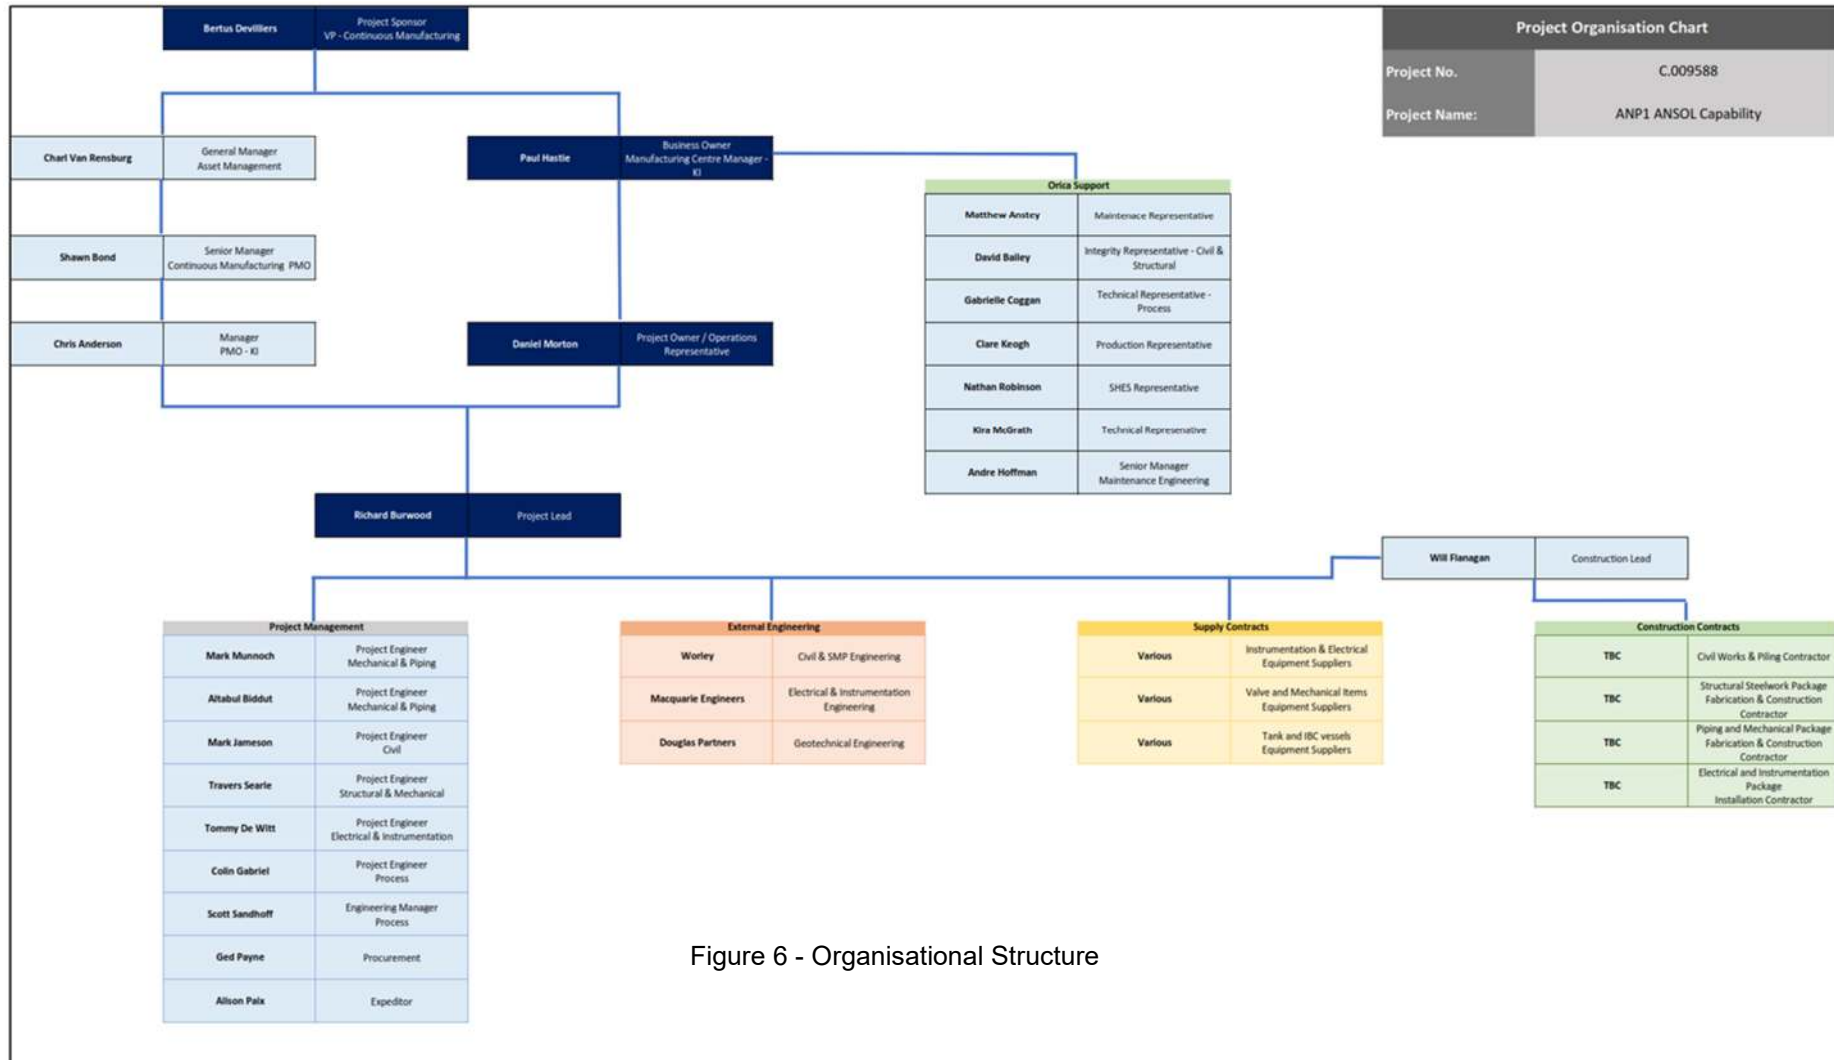 Bertus Devilliers
Project Sponsor
VP - Continuous Manufacturing
Project Organisation Chart
Project No.
C.009588
Project Name:
ANP1 ANSOL Capability
Charl Van Rensburg
General Manager
Asset Management
Paul Hastie
Business Owner
Manufacturing Centre Manager -
KI
Orica Support
Matthew Anstey
Maintenace Representative
David Bailey
Integrity Representative - Civil &
Structural
Gabrielle Coggan
Technical Representative -
Process
Clare Keogh
Production Representative
Nathan Robinson
SHES Representative
Kira McGrath
Technical Represenative
Andre Hoffman
Senior Manager
Maintenance Engineering
Shawn Bond
Senior Manager
Continuous Manufacturing PMO
Chris Anderson
Manager
PMO - KI
Daniel Morton
Project Owner / Operations
Representative
Richard Burwood
Project Lead
Will Flanagan
Construction Lead
Project Management
Mark Munnoch
Project Engineer
Mechanical & Piping
Altabul Biddut
Project Engineer
Mechanical & Piping
Mark Jameson
Project Engineer
Civil
Travers Searle
Project Engineer
Structural & Mechanical
Tommy De Witt
Project Engineer
Electrical & Instrumentation
Colin Gabriel
Project Engineer
Process
Scott Sandhoff
Engineering Manager
Process
Ged Payne
Procurement
Alison Paix
Expeditor
External Engineering
Worley
Civil & SMP Engineering
Macquarie Engineers
Electrical & Instrumentation
Engineering
Douglas Partners
Geotechnical Engineering
Supply Contracts
Various
Instrumentation & Electrical
Equipment Suppliers
Various
Valve and Mechanical Items
Equipment Suppliers
Various
Tank and IBC vessels
Equipment Suppliers
Construction Contracts
TBC
Civil Works & Piling Contractor
TBC
Structural Steelwork Package
Fabrication & Construction
Contractor
TBC
Piping and Mechanical Package
Fabrication & Construction
Contractor
TBC
Electrical and Instrumentation
Package
Installation Contractor
Figure 6 - Organisational Structure